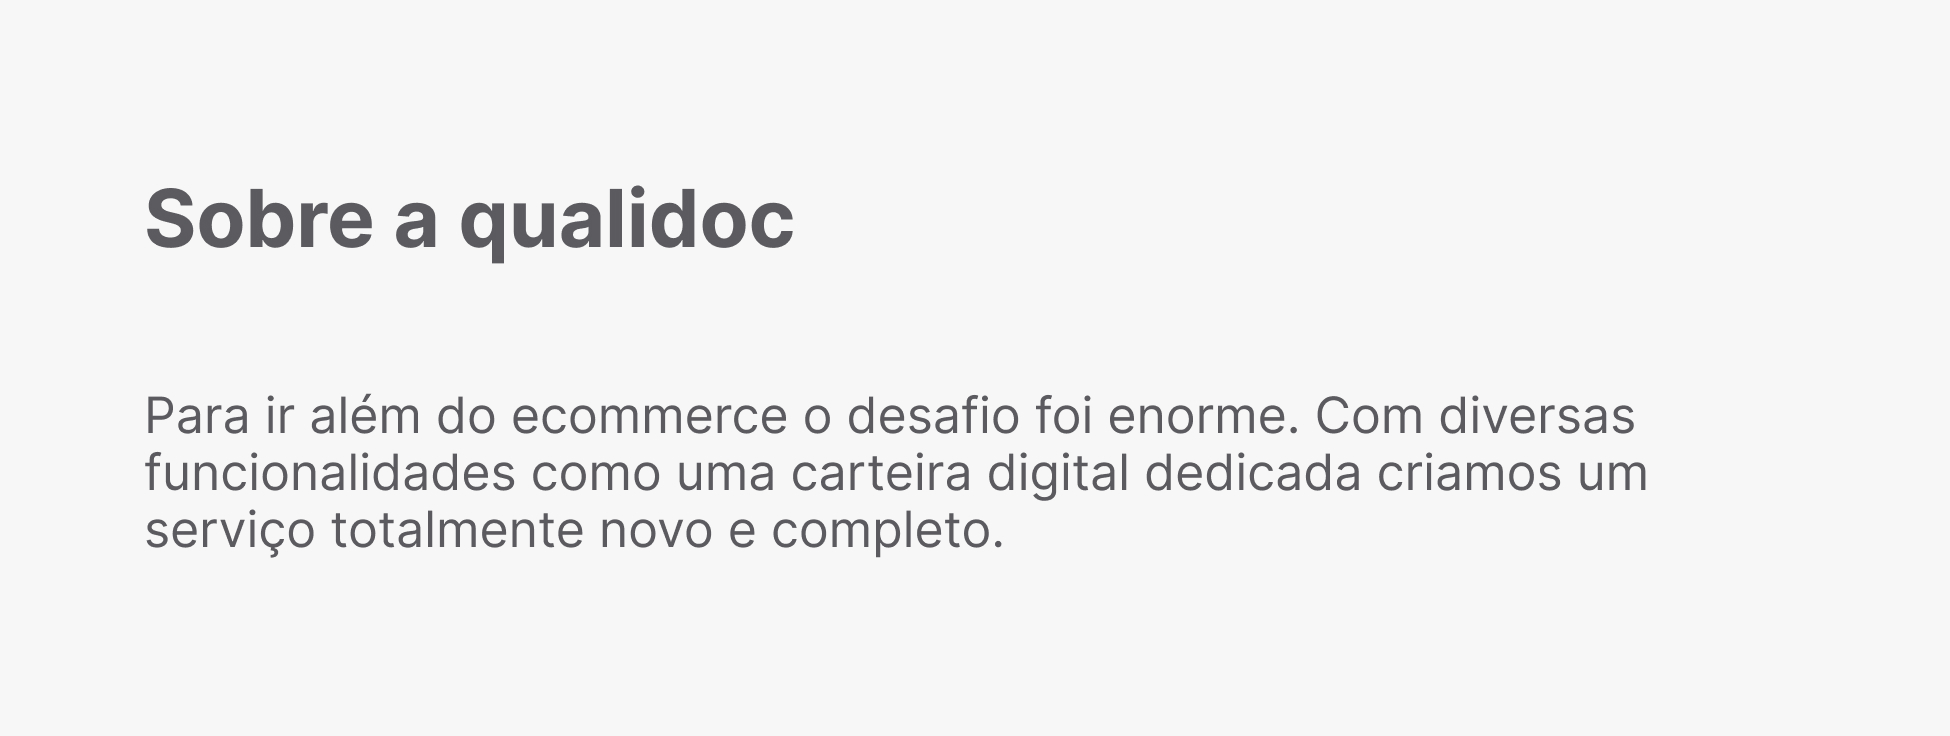 Sobre a qualidoc
Para ir além do ecommerce o desafio foi enorme. Com diversas
funcionalidades como uma carteira digital dedicada criamos um
serviço totalmente novo e completo.